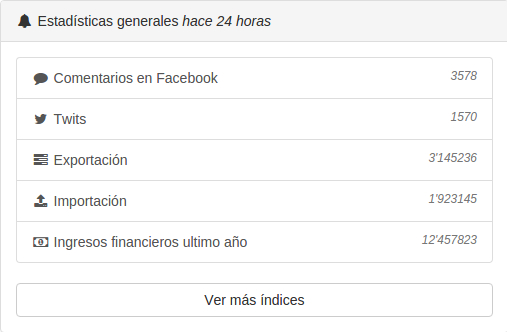 Estadísticas generales hace 24 horas
Comentarios en Facebook 3578
Twits 1570
Exportación 3'145236
Importación 1'923145
Ingresos financieros ultimo año 12'457823
Ver más índices